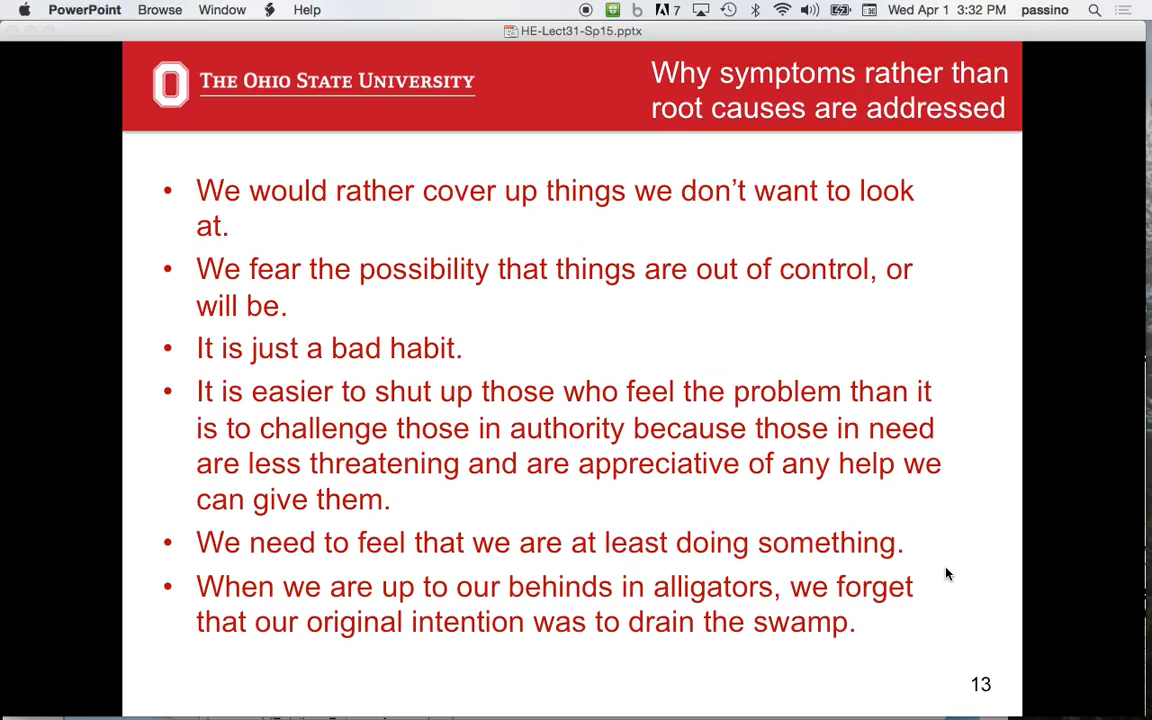 PowerPoint Browse Window Help 7 Wed Apr 1 3:32 PM passino
HE-Lect31-Sp15.pptx
THE OHIO STATE UNIVERSITY
Why symptoms rather than
root causes are addressed
• We would rather cover up things we don’t want to look
at.
• We fear the possibility that things are out of control, or
will be.
• It is just a bad habit.
• It is easier to shut up those who feel the problem than it
is to challenge those in authority because those in need
are less threatening and are appreciative of any help we
can give them.
• We need to feel that we are at least doing something.
• When we are up to our behinds in alligators, we forget
that our original intention was to drain the swamp.
13